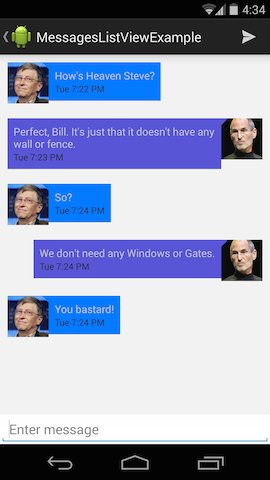 4:34
MessagesListViewExample
How's Heaven Steve?
Tue 7:22 PM
Perfect, Bill. It's just that it doesn't have any
wall or fence.
Tue 7:23 PM
So?
Tue 7:24 PM
We don't need any Windows or Gates.
Tue 7:24 PM
You bastard!
Tue 7:24 PM
Enter message